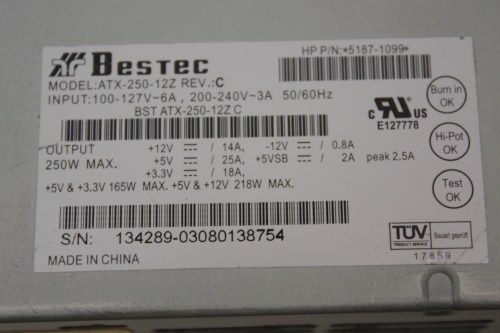 BESTEC
HP P/N:*5187-1099*
MODEL:ATX-250-12Z REV.:C
INPUT:100-127V~6A , 200-240V~3A 50/60Hz
BST ATX-250-12Z C
Burn in
OK
C UR US
E127778
Hi-Pot
OK
Test
OK
OUTPUT +12V ⎓ / 14A, -12V ⎓ / 0.8A
250W MAX. +5V ⎓ / 25A, +5VSB ⎓ / 2A peak 2.5A
+3.3V ⎓ / 18A,
+5V & +3.3V 165W MAX. +5V & +12V 218W MAX.
S/N: 134289-03080138754
TÜV
PRODUCT SERVICE
Bauart geprüft
17859
MADE IN CHINA